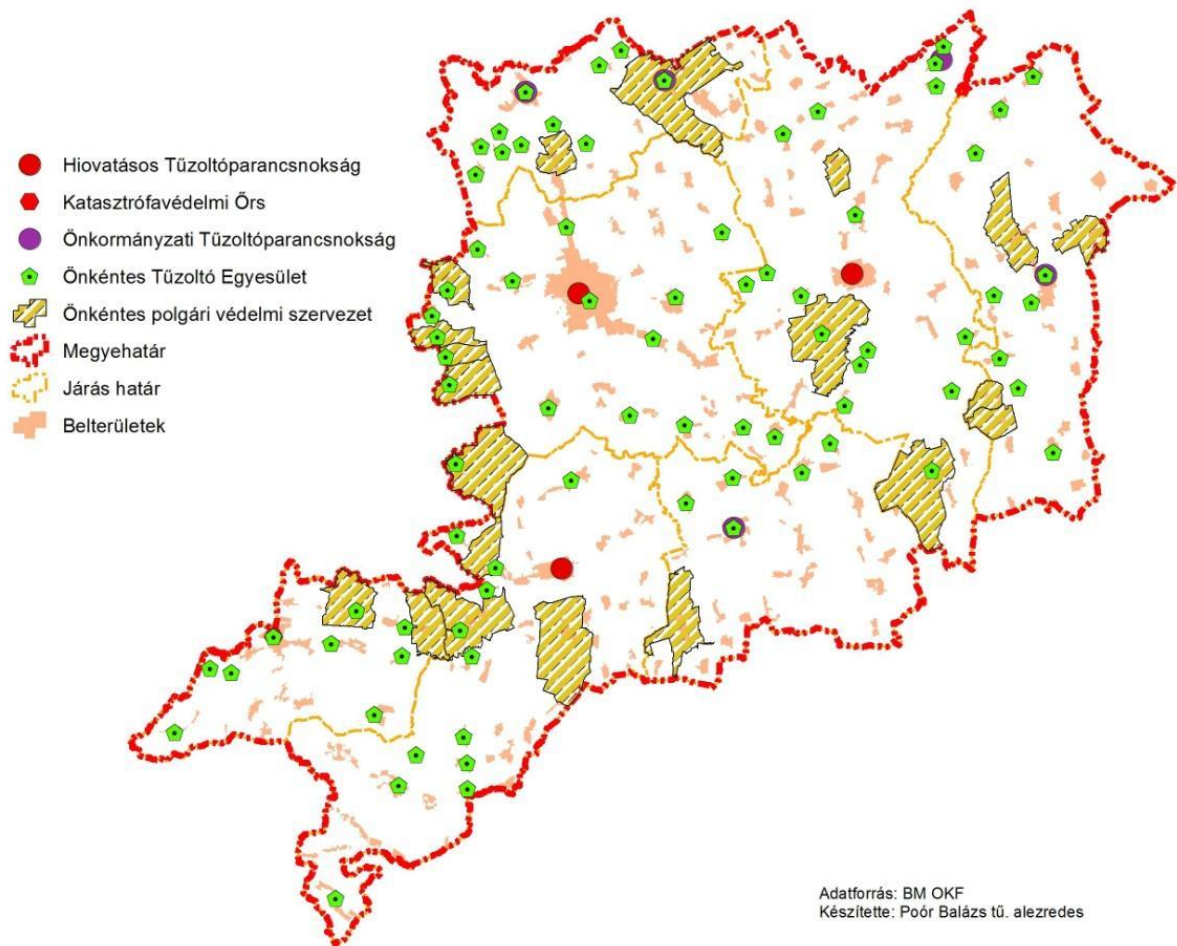 Hiovatásos Tűzoltóparancsnokság
Katasztrófavédelmi Őrs
Önkormányzati Tűzoltóparancsnokság
Önkéntes Tűzoltó Egyesület
Önkéntes polgári védelmi szervezet
Megyehatár
Járás határ
Belterületek
Adatforrás: BM OKF
Készítette: Poór Balázs tű. alezredes